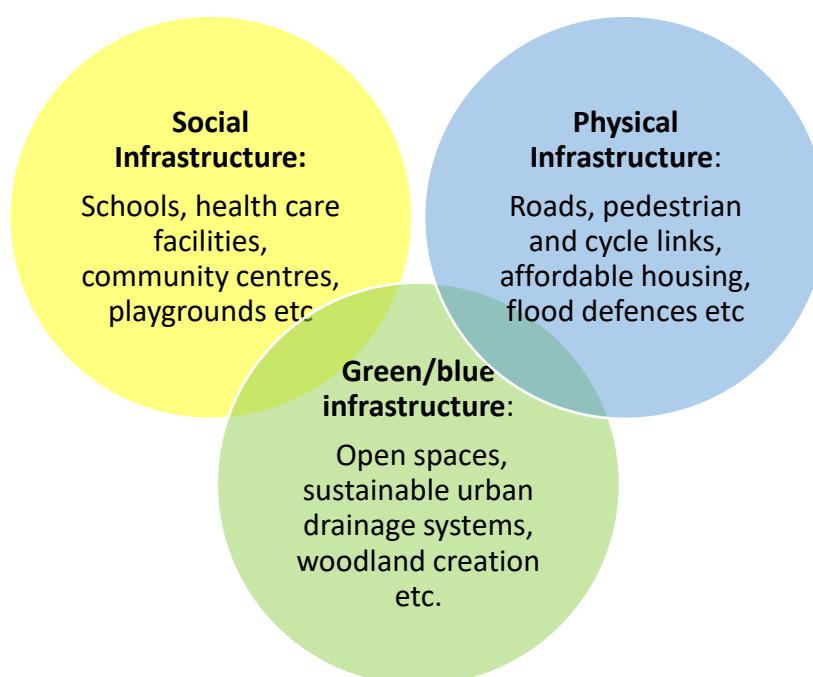 Social
Infrastructure:
Schools, health care
facilities,
community centres,
playgrounds etc
Physical
Infrastructure:
Roads, pedestrian
and cycle links,
affordable housing,
flood defences etc
Green/blue
infrastructure:
Open spaces,
sustainable urban
drainage systems,
woodland creation
etc.